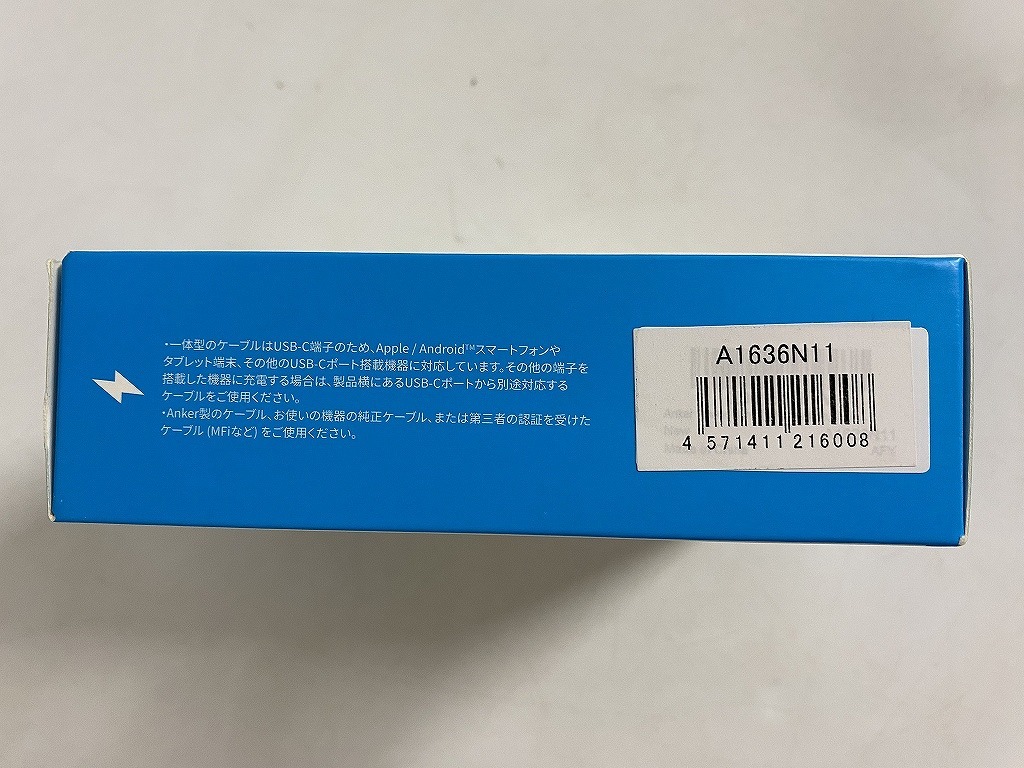 ・一体型のケーブルはUSB-C端子のため、Apple / Android™スマートフォンや
タブレット端末、その他のUSB-Cポート搭載機器に対応しています。その他の端子を
搭載した機器に充電する場合は、製品横にあるUSB-Cポートから別途対応する
ケーブルをご使用ください。
・Anker製のケーブル、お使いの機器の純正ケーブル、または第三者の認証を受けた
ケーブル (MFiなど) をご使用ください。
A1636N11
4 571411 216008